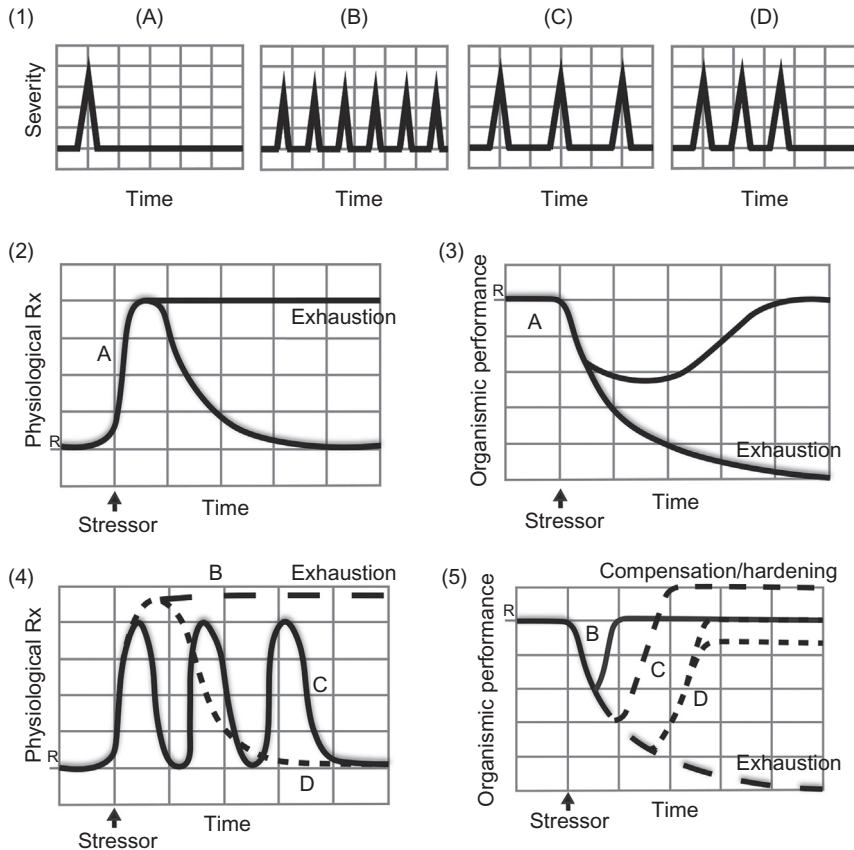 (1) (A) (B) (C) (D)
Severity
Time Time Time Time
(2)
Physiological Rx
R
A
Exhaustion
Time
Stressor
(3)
Organismic performance
R
A
Exhaustion
Time
Stressor
(4)
Physiological Rx
R
B
Exhaustion
C
D
Time
Stressor
(5)
Organismic performance
Compensation/hardening
R
B
C
D
Exhaustion
Time
Stressor